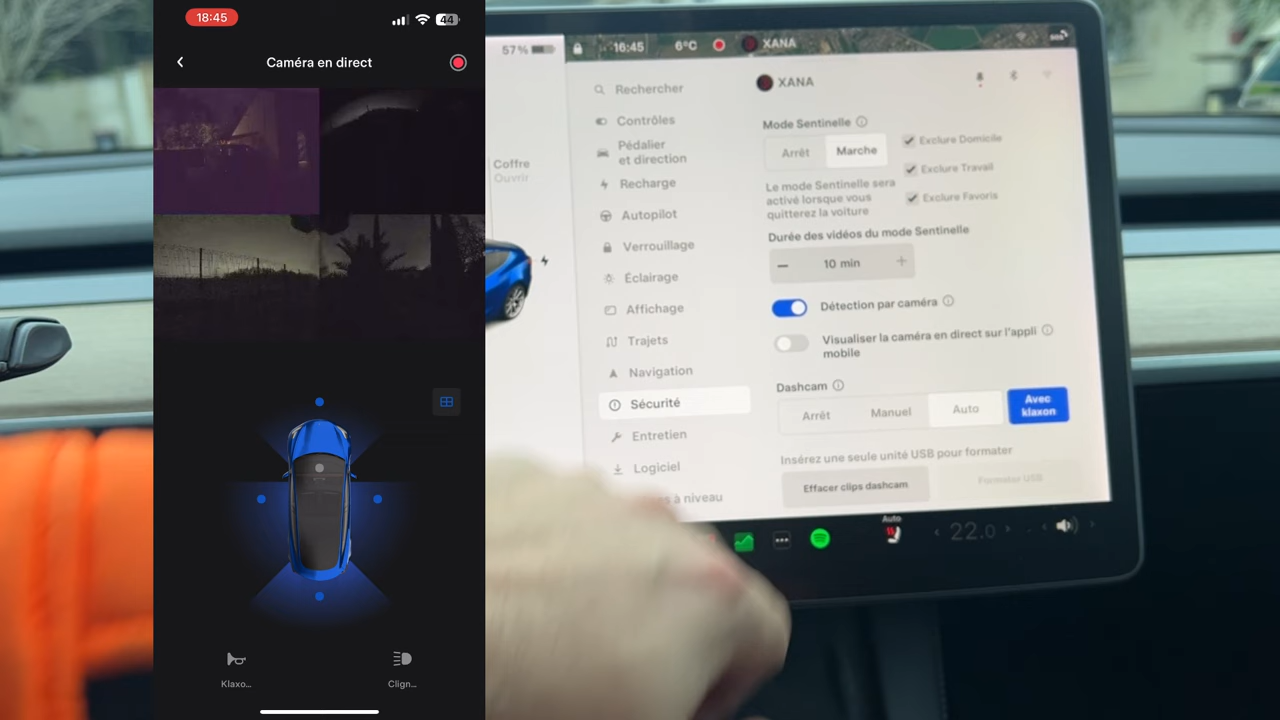 18:45
44
Caméra en direct
Klaxo...
Clign...
57 %
16:45
6°C
XANA
SOS
Coffre
Ouvrir
Rechercher
Contrôles
Pédalier
et direction
Recharge
Autopilot
Verrouillage
Éclairage
Affichage
Trajets
Navigation
Sécurité
Entretien
Logiciel
à niveau
XANA
Mode Sentinelle
Arrêt
Marche
Exclure Domicile
Exclure Travail
Exclure Favoris
Le mode Sentinelle sera
activé lorsque vous
quitterez la voiture
Durée des vidéos du mode Sentinelle
− 10 min +
Détection par caméra
Visualiser la caméra en direct sur l'appli
mobile
Dashcam
Arrêt
Manuel
Auto
Avec
klaxon
Insérez une seule unité USB pour formater
Effacer clips dashcam
Formater USB
Auto
22.0